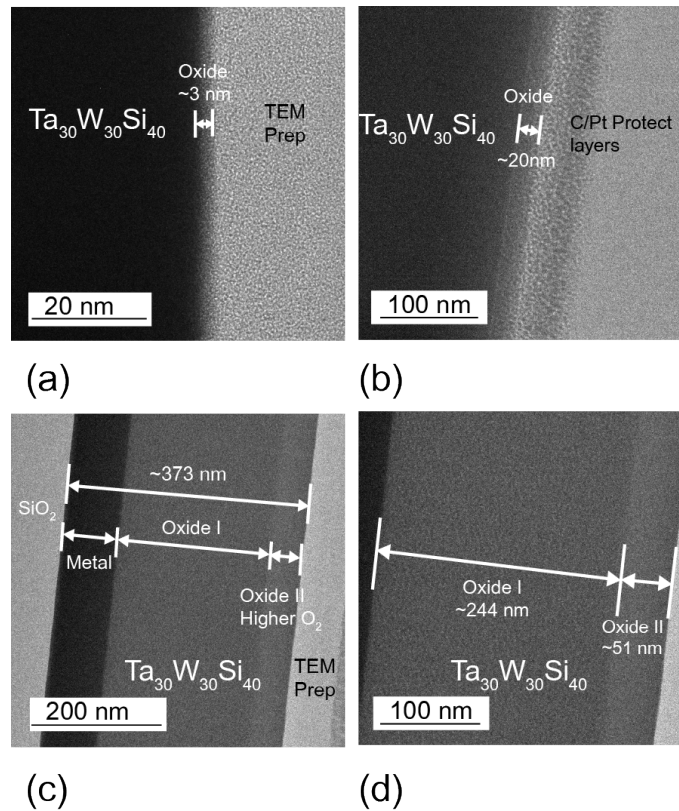 Oxide
~3 nm
Ta30W30Si40
TEM
Prep
20 nm
(a)
Oxide
Ta30W30Si40
C/Pt Protect
layers
~20nm
100 nm
(b)
~373 nm
SiO2
Oxide I
Metal
Oxide II
Higher O2
Ta30W30Si40
TEM
Prep
200 nm
(c)
Oxide I
~244 nm
Oxide II
~51 nm
Ta30W30Si40
100 nm
(d)